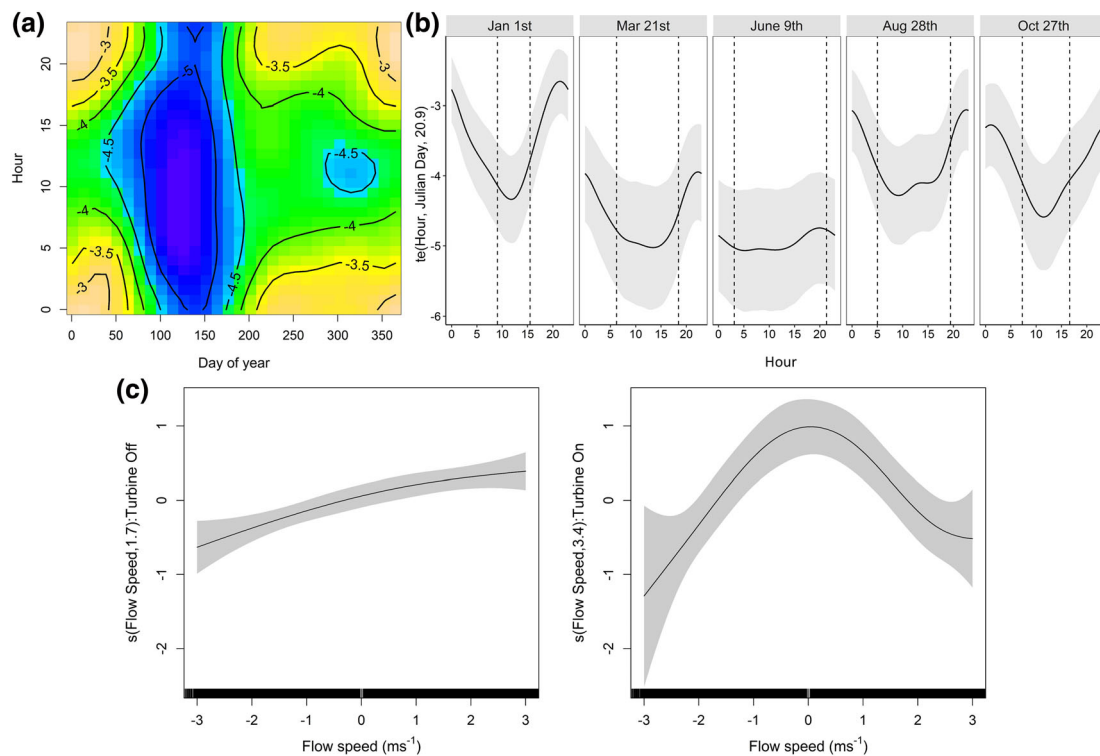 (a)
Hour
20
15
10
5
0
-3
-3.5
-4
-4.5
-5
-3.5
-3
-4
-4.5
-4
-3.5
-3
-4.5
-4
-3.5
-3
0 50 100 150 200 250 300 350
Day of year
(b)
Jan 1st Mar 21st June 9th Aug 28th Oct 27th
te(Hour, Julian Day, 20.9)
-3
-4
-5
-6
0 5 10 15 20 0 5 10 15 20 0 5 10 15 20 0 5 10 15 20 0 5 10 15 20
Hour
(c)
s(Flow Speed,1.7):Turbine Off
1
0
-1
-2
-3 -2 -1 0 1 2 3
Flow speed (ms⁻¹)
s(Flow Speed,3.4):Turbine On
1
0
-1
-2
-3 -2 -1 0 1 2 3
Flow speed (ms⁻¹)